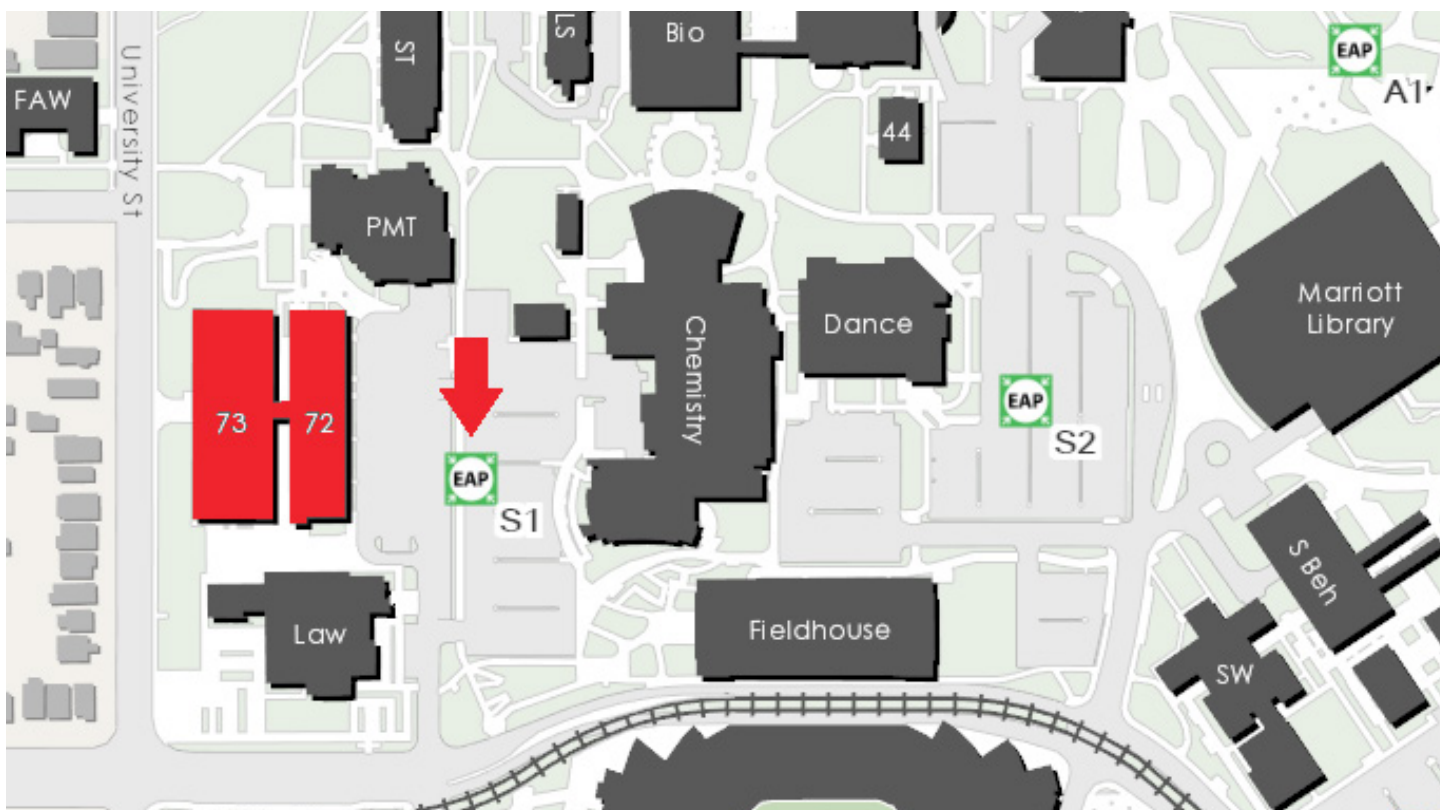 ST
LS
Bio
EAP
A1
FAW
University St
44
PMT
Marriott
Library
Chemistry
Dance
73
72
EAP
S2
EAP
S1
S Beh
Law
Fieldhouse
SW